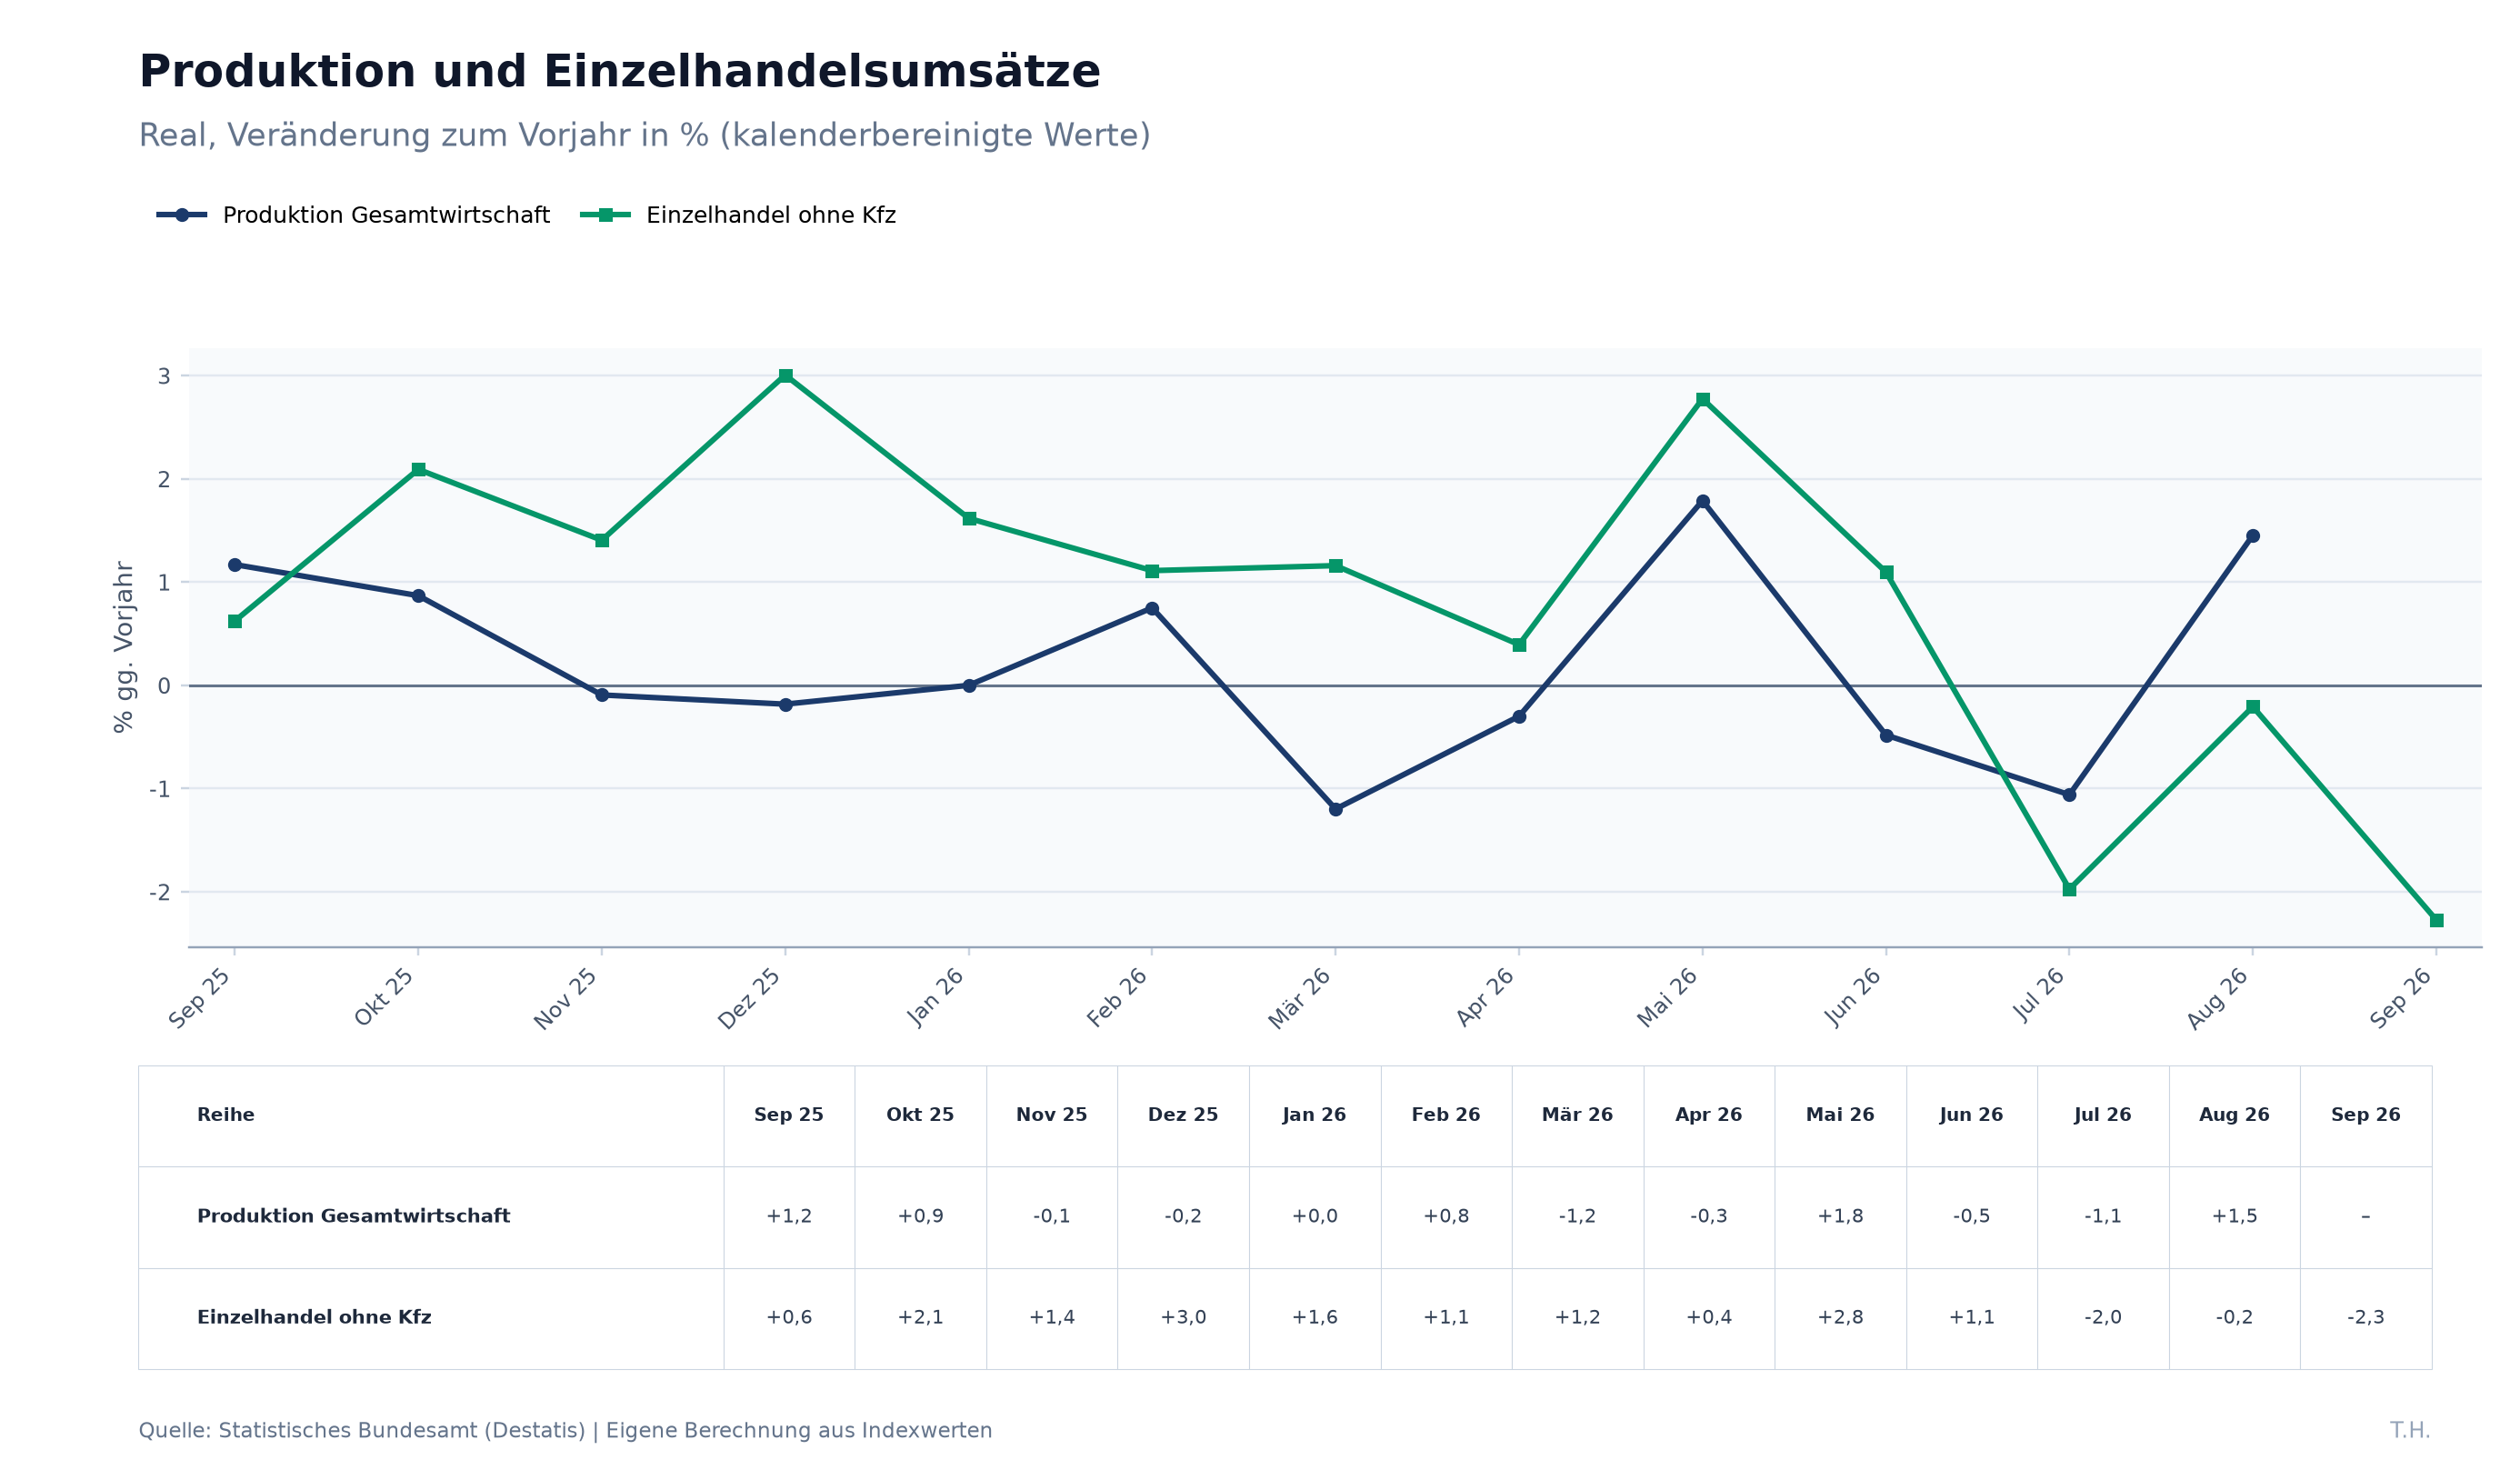 Produktion und Einzelhandelsumsätze
Real, Veränderung zum Vorjahr in % (kalenderbereinigte Werte)
Produktion Gesamtwirtschaft Einzelhandel ohne Kfz
% gg. Vorjahr
3
2
1
0
-1
-2
Sep 25 Okt 25 Nov 25 Dez 25 Jan 26 Feb 26 Mär 26 Apr 26 Mai 26 Jun 26 Jul 26 Aug 26 Sep 26
Reihe Sep 25 Okt 25 Nov 25 Dez 25 Jan 26 Feb 26 Mär 26 Apr 26 Mai 26 Jun 26 Jul 26 Aug 26 Sep 26
Produktion Gesamtwirtschaft +1,2 +0,9 -0,1 -0,2 +0,0 +0,8 -1,2 -0,3 +1,8 -0,5 -1,1 +1,5 –
Einzelhandel ohne Kfz +0,6 +2,1 +1,4 +3,0 +1,6 +1,1 +1,2 +0,4 +2,8 +1,1 -2,0 -0,2 -2,3
Quelle: Statistisches Bundesamt (Destatis) | Eigene Berechnung aus Indexwerten T.H.